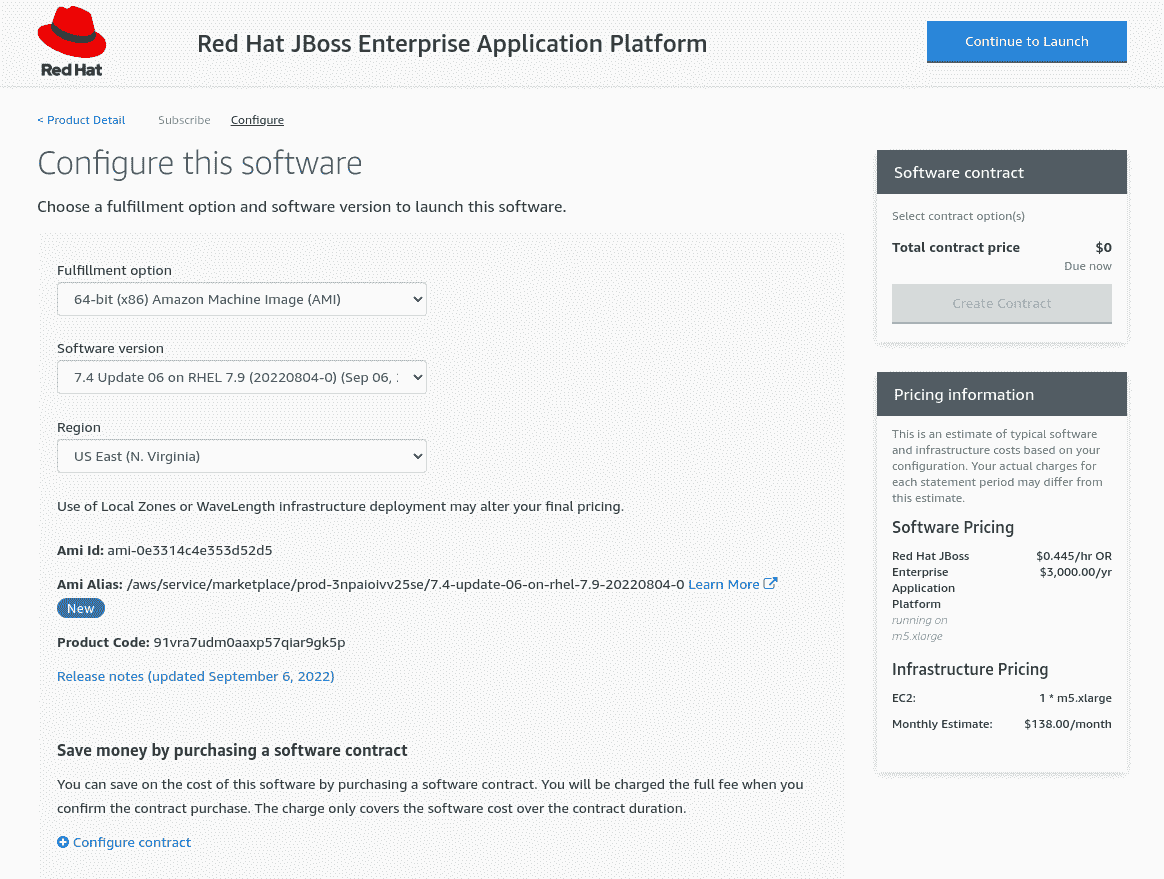 Red Hat
Red Hat JBoss Enterprise Application Platform
Continue to Launch
< Product Detail
Subscribe
Configure
Configure this software
Choose a fulfillment option and software version to launch this software.
Fulfillment option
64-bit (x86) Amazon Machine Image (AMI)
Software version
7.4 Update 06 on RHEL 7.9 (20220804-0) (Sep 06, :
Region
US East (N. Virginia)
Use of Local Zones or WaveLength infrastructure deployment may alter your final pricing.
Ami Id: ami-0e3314c4e353d52d5
Ami Alias: /aws/service/marketplace/prod-3npaioivv25se/7.4-update-06-on-rhel-7.9-20220804-0 Learn More
New
Product Code: 91vra7udm0aaxp57qiar9gk5p
Release notes (updated September 6, 2022)
Save money by purchasing a software contract
You can save on the cost of this software by purchasing a software contract. You will be charged the full fee when you
confirm the contract purchase. The charge only covers the software cost over the contract duration.
Configure contract
Software contract
Select contract option(s)
Total contract price $0
Due now
Create Contract
Pricing information
This is an estimate of typical software
and infrastructure costs based on your
configuration. Your actual charges for
each statement period may differ from
this estimate.
Software Pricing
Red Hat JBoss $0.445/hr OR
Enterprise $3,000.00/yr
Application
Platform
running on
m5.xlarge
Infrastructure Pricing
EC2: 1 * m5.xlarge
Monthly Estimate: $138.00/month